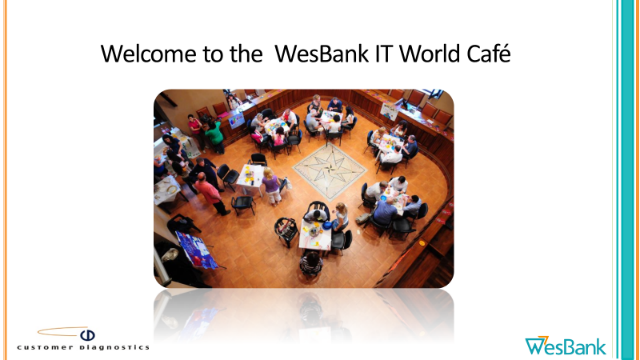 Welcome to the  WesBank IT World Café
customer Diagnostics
WesBank